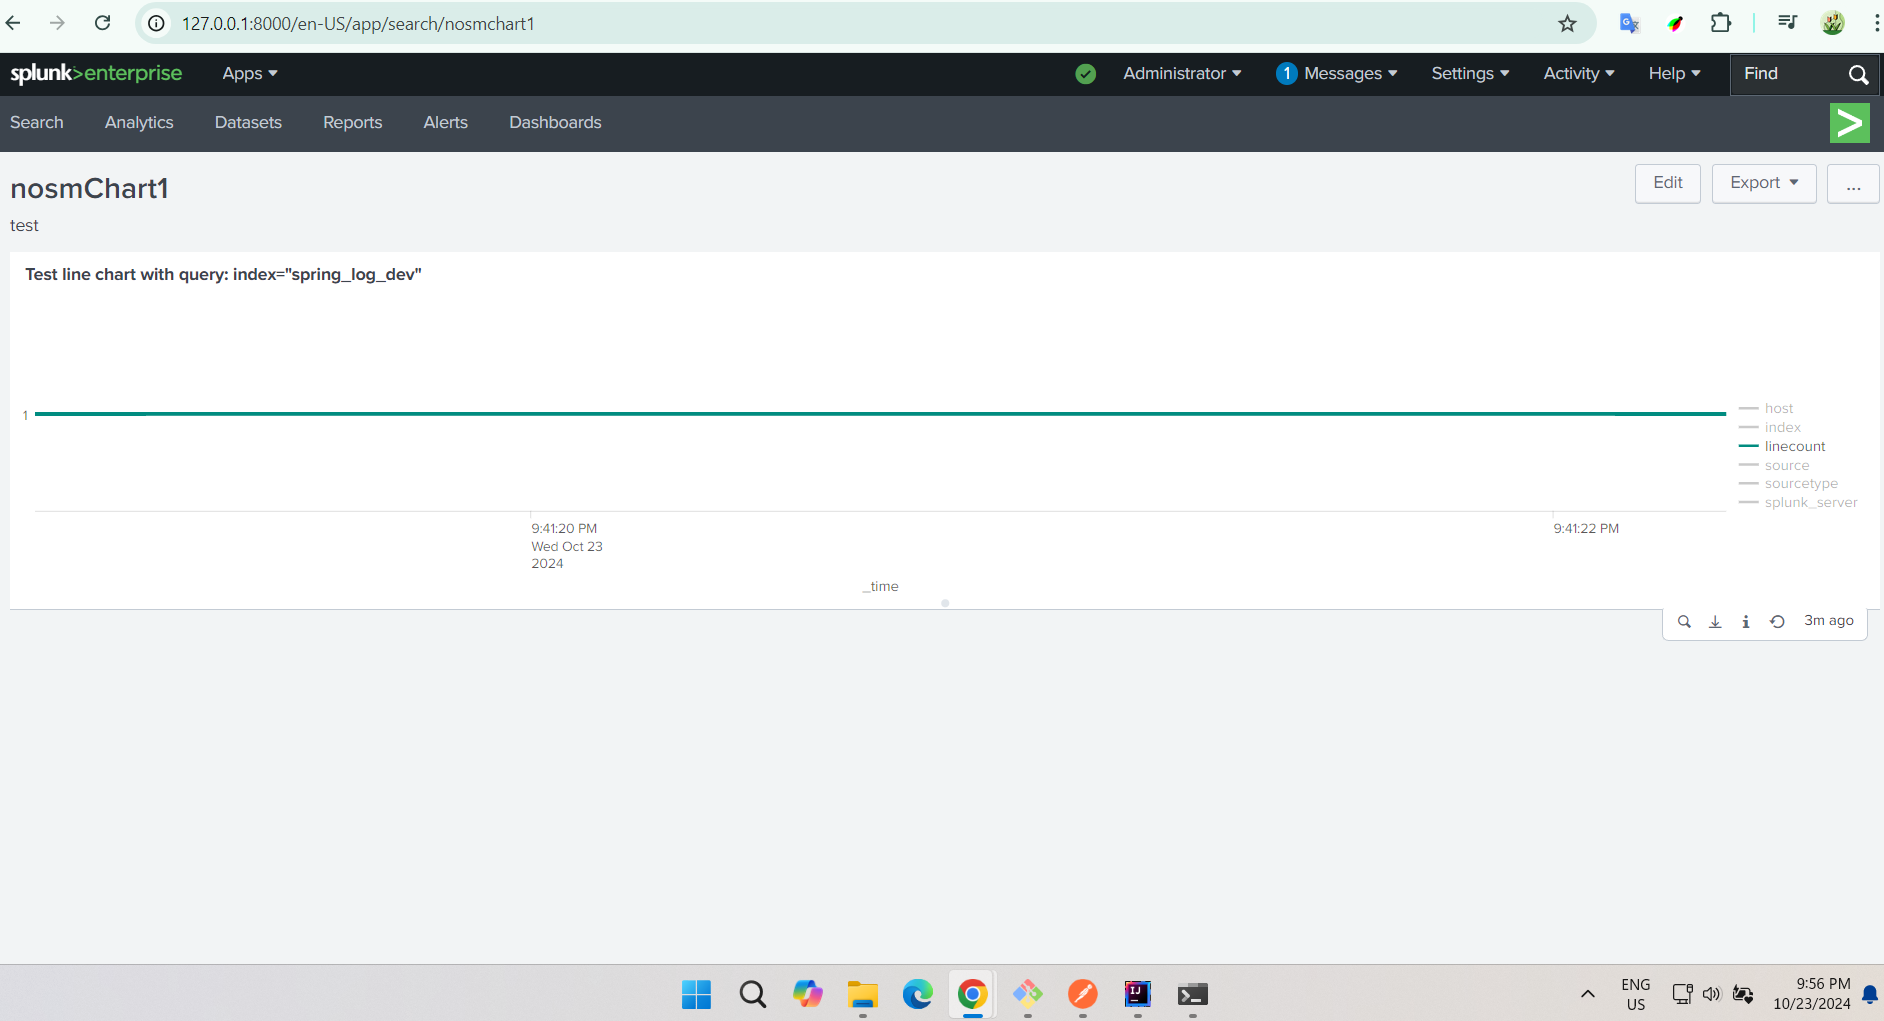 127.0.0.1:8000/en-US/app/search/nosmchart1
splunk>enterprise Apps Administrator 1 Messages Settings Activity Help Find
Search Analytics Datasets Reports Alerts Dashboards
>
nosmChart1
Edit Export ...
test
Test line chart with query: index="spring_log_dev"
1
host
index
linecount
source
sourcetype
splunk_server
9:41:20 PM
Wed Oct 23
2024
9:41:22 PM
_time
3m ago
ENG
US
9:56 PM
10/23/2024